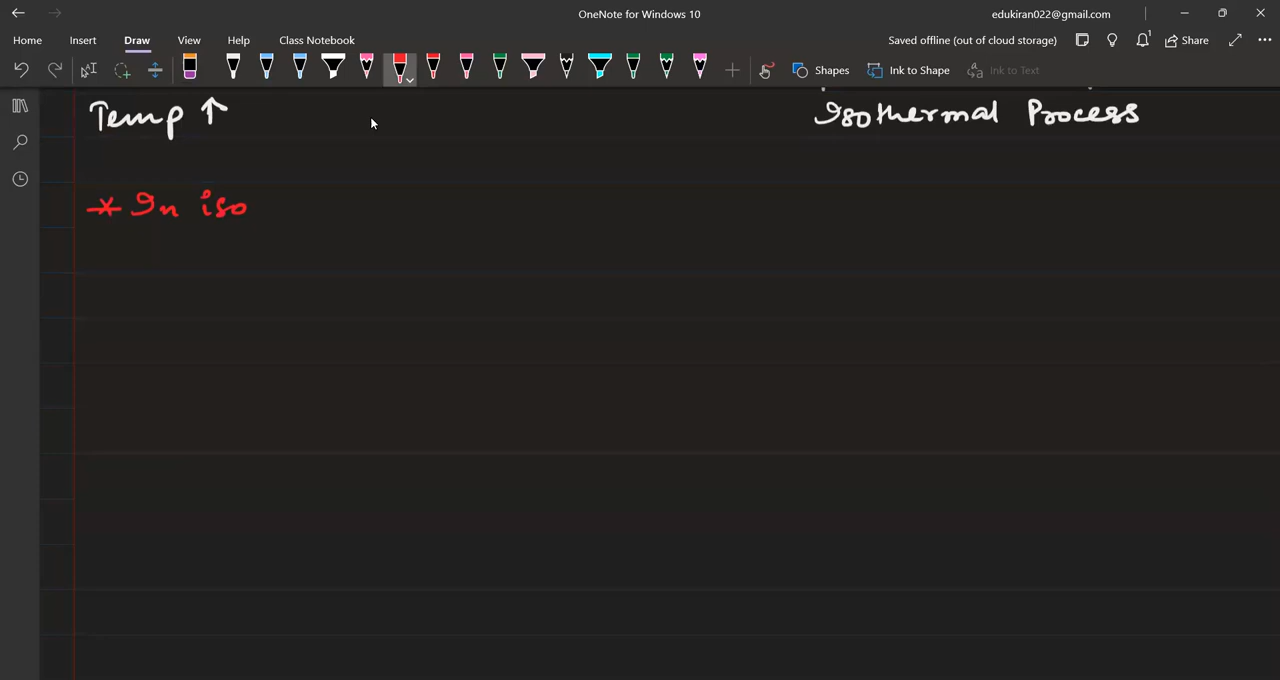 OneNote for Windows 10
edukiran022@gmail.com
Home Insert Draw View Help Class Notebook
Saved offline (out of cloud storage)
1
Share
Shapes
Ink to Shape
Ink to Text
Temp ↑
Isothermal Process
* In iso